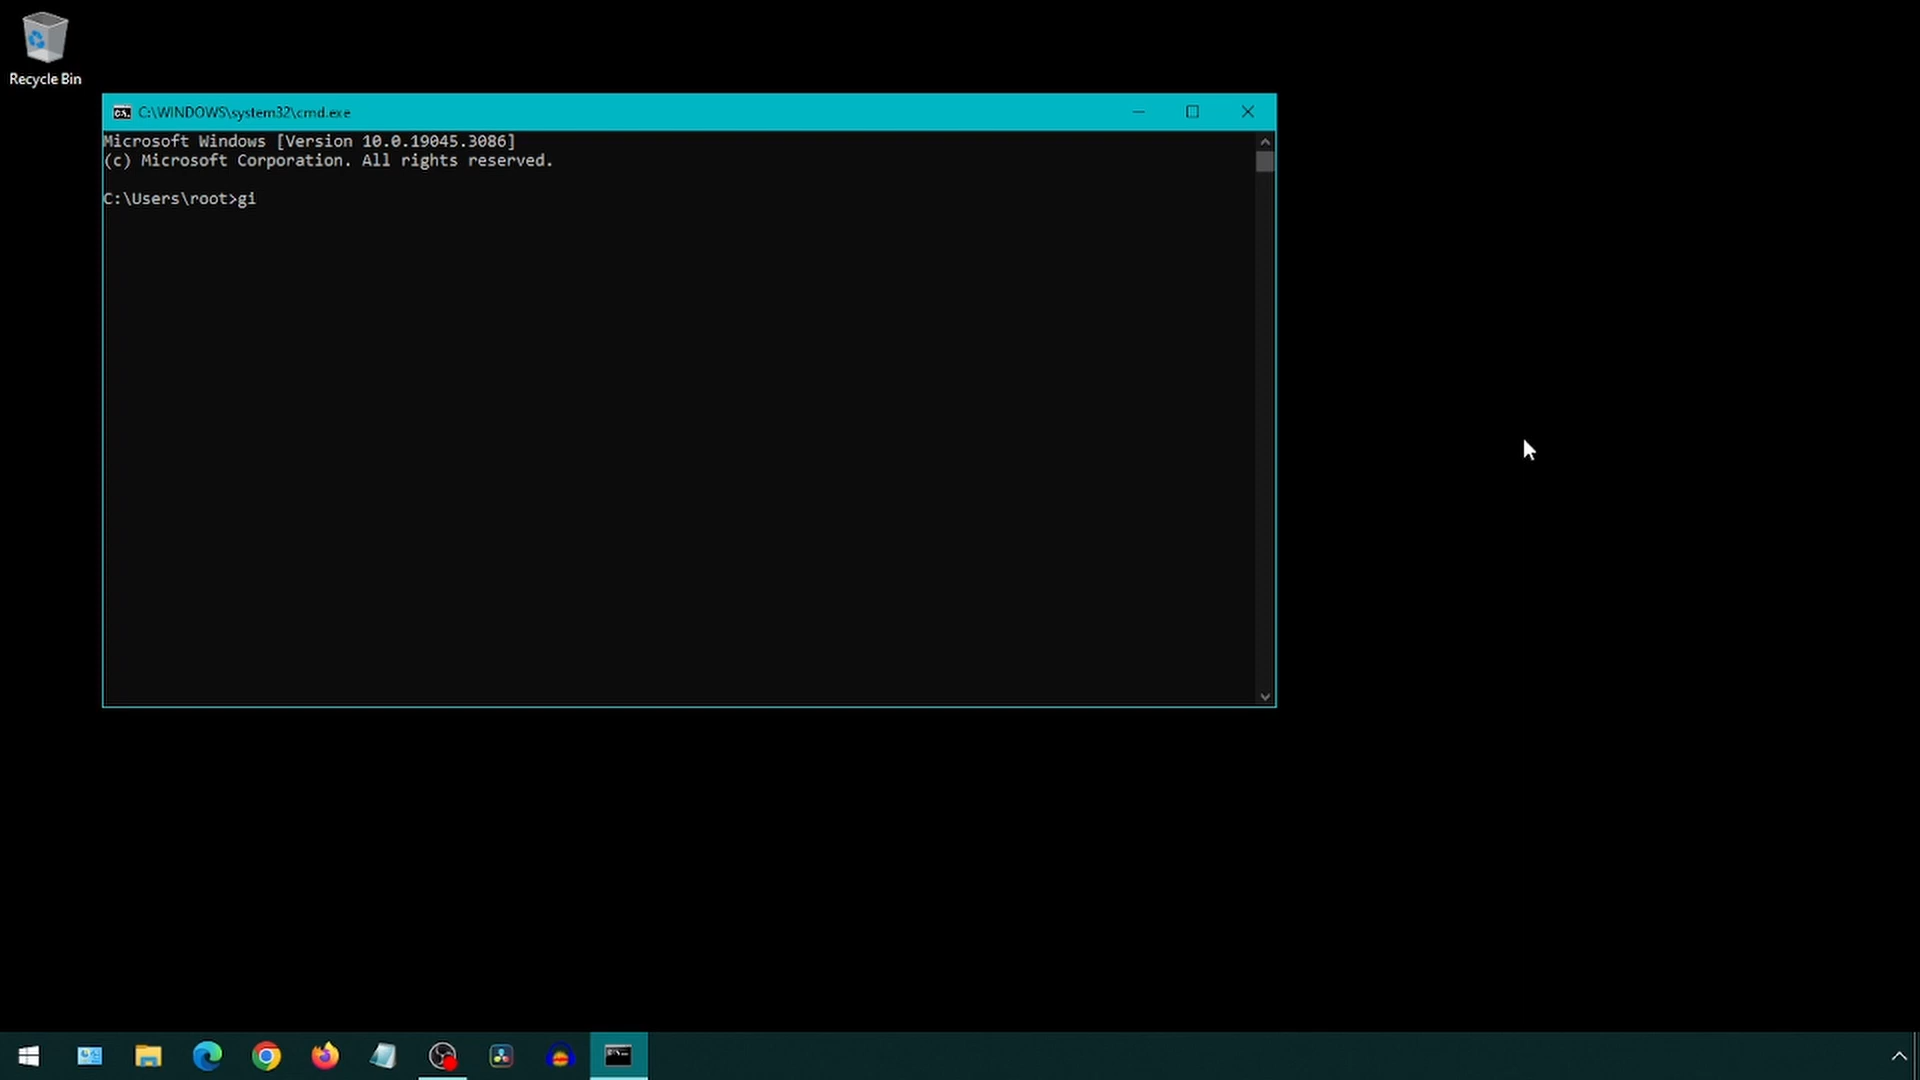 Recycle Bin
C:\WINDOWS\system32\cmd.exe
Microsoft Windows [Version 10.0.19045.3086]
(c) Microsoft Corporation. All rights reserved.
C:\Users\root>gi